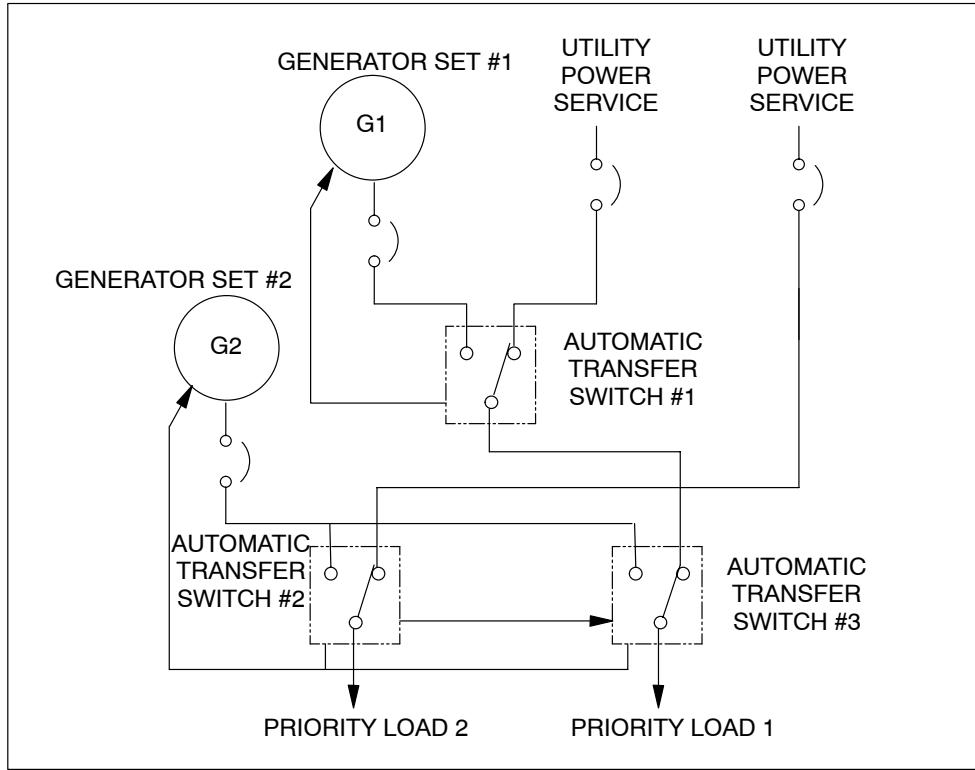 GENERATOR SET #1
G1
UTILITY
POWER
SERVICE
UTILITY
POWER
SERVICE
GENERATOR SET #2
G2
AUTOMATIC
TRANSFER
SWITCH #1
AUTOMATIC
TRANSFER
SWITCH #2
AUTOMATIC
TRANSFER
SWITCH #3
PRIORITY LOAD 2
PRIORITY LOAD 1